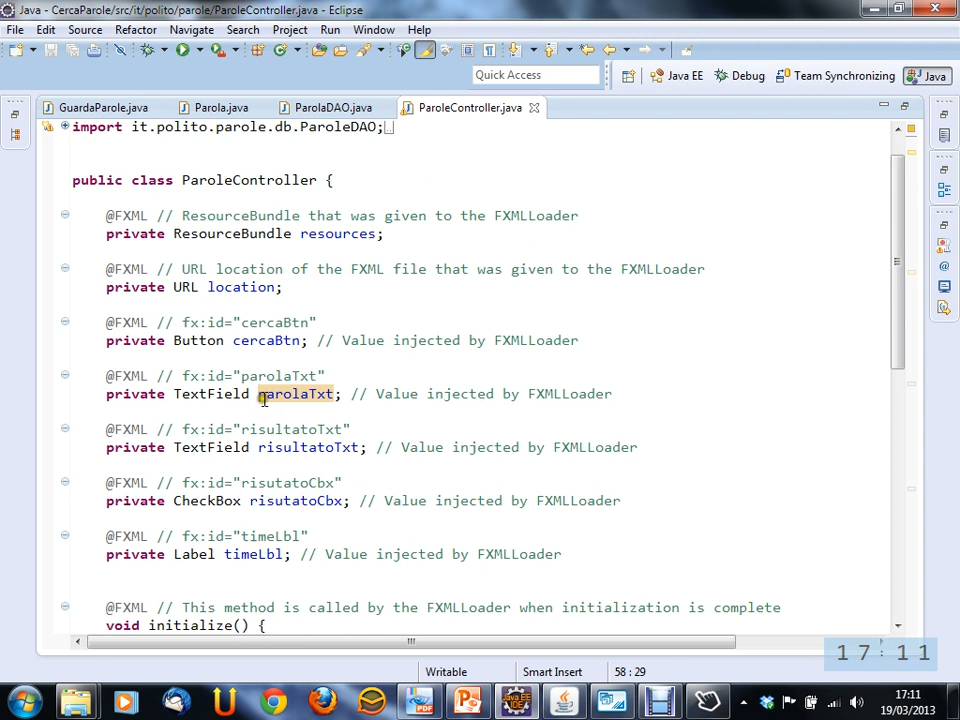 Java - CercaParole/src/it/polito/parole/ParoleController.java - Eclipse
File Edit Source Refactor Navigate Search Project Run Window Help
Quick Access
Java EE Debug Team Synchronizing Java
GuardaParole.java Parola.java ParolaDAO.java ParoleController.java
import it.polito.parole.db.ParoleDAO;
public class ParoleController {
@FXML // ResourceBundle that was given to the FXMLLoader
private ResourceBundle resources;
@FXML // URL location of the FXML file that was given to the FXMLLoader
private URL location;
@FXML // fx:id="cercaBtn"
private Button cercaBtn; // Value injected by FXMLLoader
@FXML // fx:id="parolaTxt"
private TextField parolaTxt; // Value injected by FXMLLoader
@FXML // fx:id="risultatoTxt"
private TextField risultatoTxt; // Value injected by FXMLLoader
@FXML // fx:id="risutatoCbx"
private CheckBox risutatoCbx; // Value injected by FXMLLoader
@FXML // fx:id="timeLbl"
private Label timeLbl; // Value injected by FXMLLoader
@FXML // This method is called by the FXMLLoader when initialization is complete
void initialize() {
17:11
Writable Smart Insert 58 : 29
17:11
19/03/2013